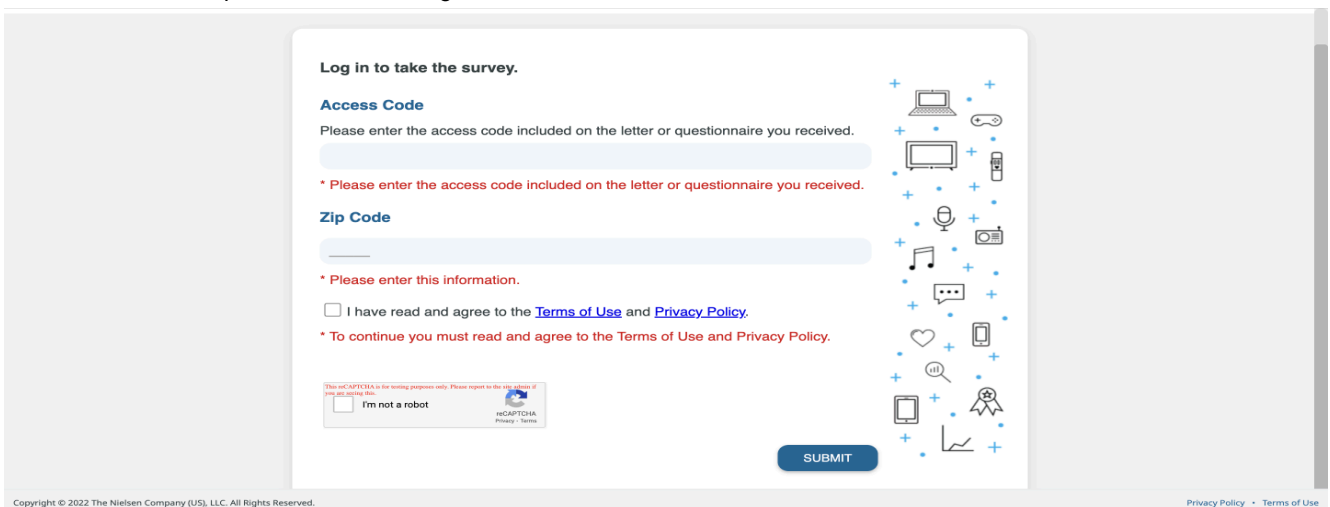 Log in to take the survey.
Access Code
Please enter the access code included on the letter or questionnaire you received.
* Please enter the access code included on the letter or questionnaire you received.
Zip Code
* Please enter this information.
I have read and agree to the Terms of Use and Privacy Policy.
* To continue you must read and agree to the Terms of Use and Privacy Policy.
This reCAPTCHA is for testing purposes only. Please report to the site admin if
you are seeing this.
I'm not a robot
reCAPTCHA
Privacy - Terms
SUBMIT
Copyright © 2022 The Nielsen Company (US), LLC. All Rights Reserved.
Privacy Policy • Terms of Use